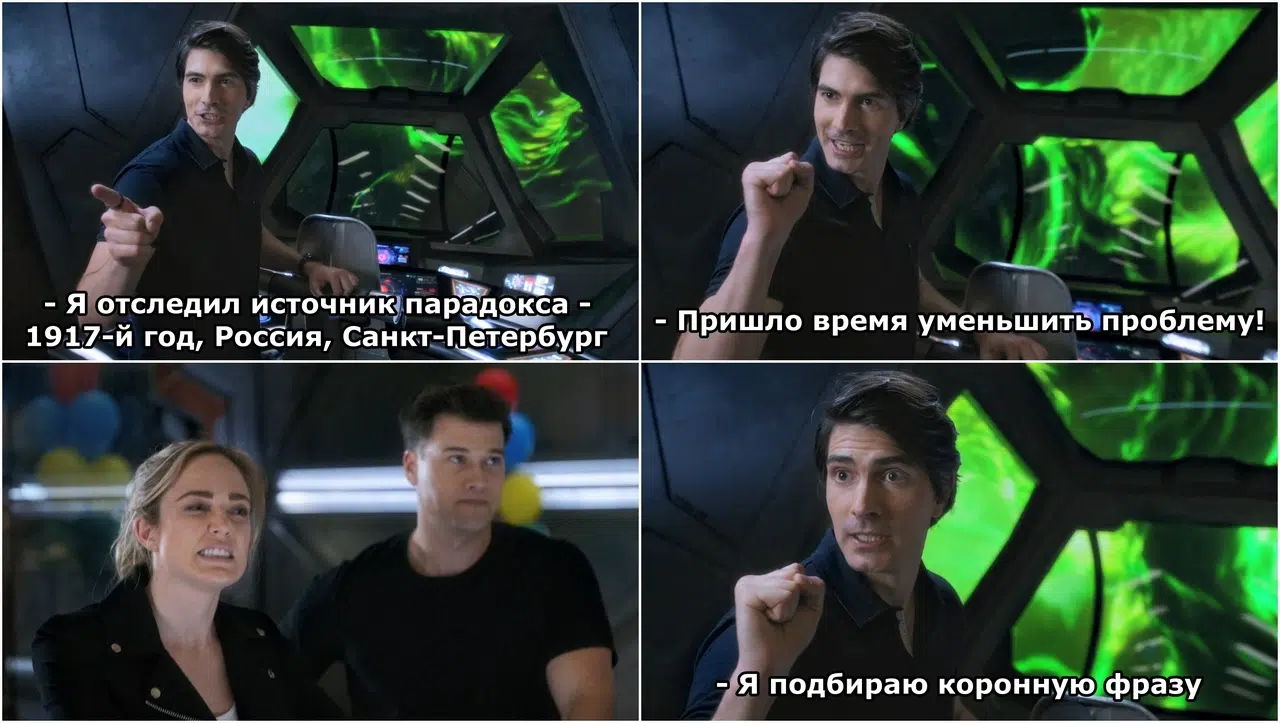 - Я отследил источник парадокса -
1917-й год, Россия, Санкт-Петербург
- Пришло время уменьшить проблему!
- Я подбираю коронную фразу